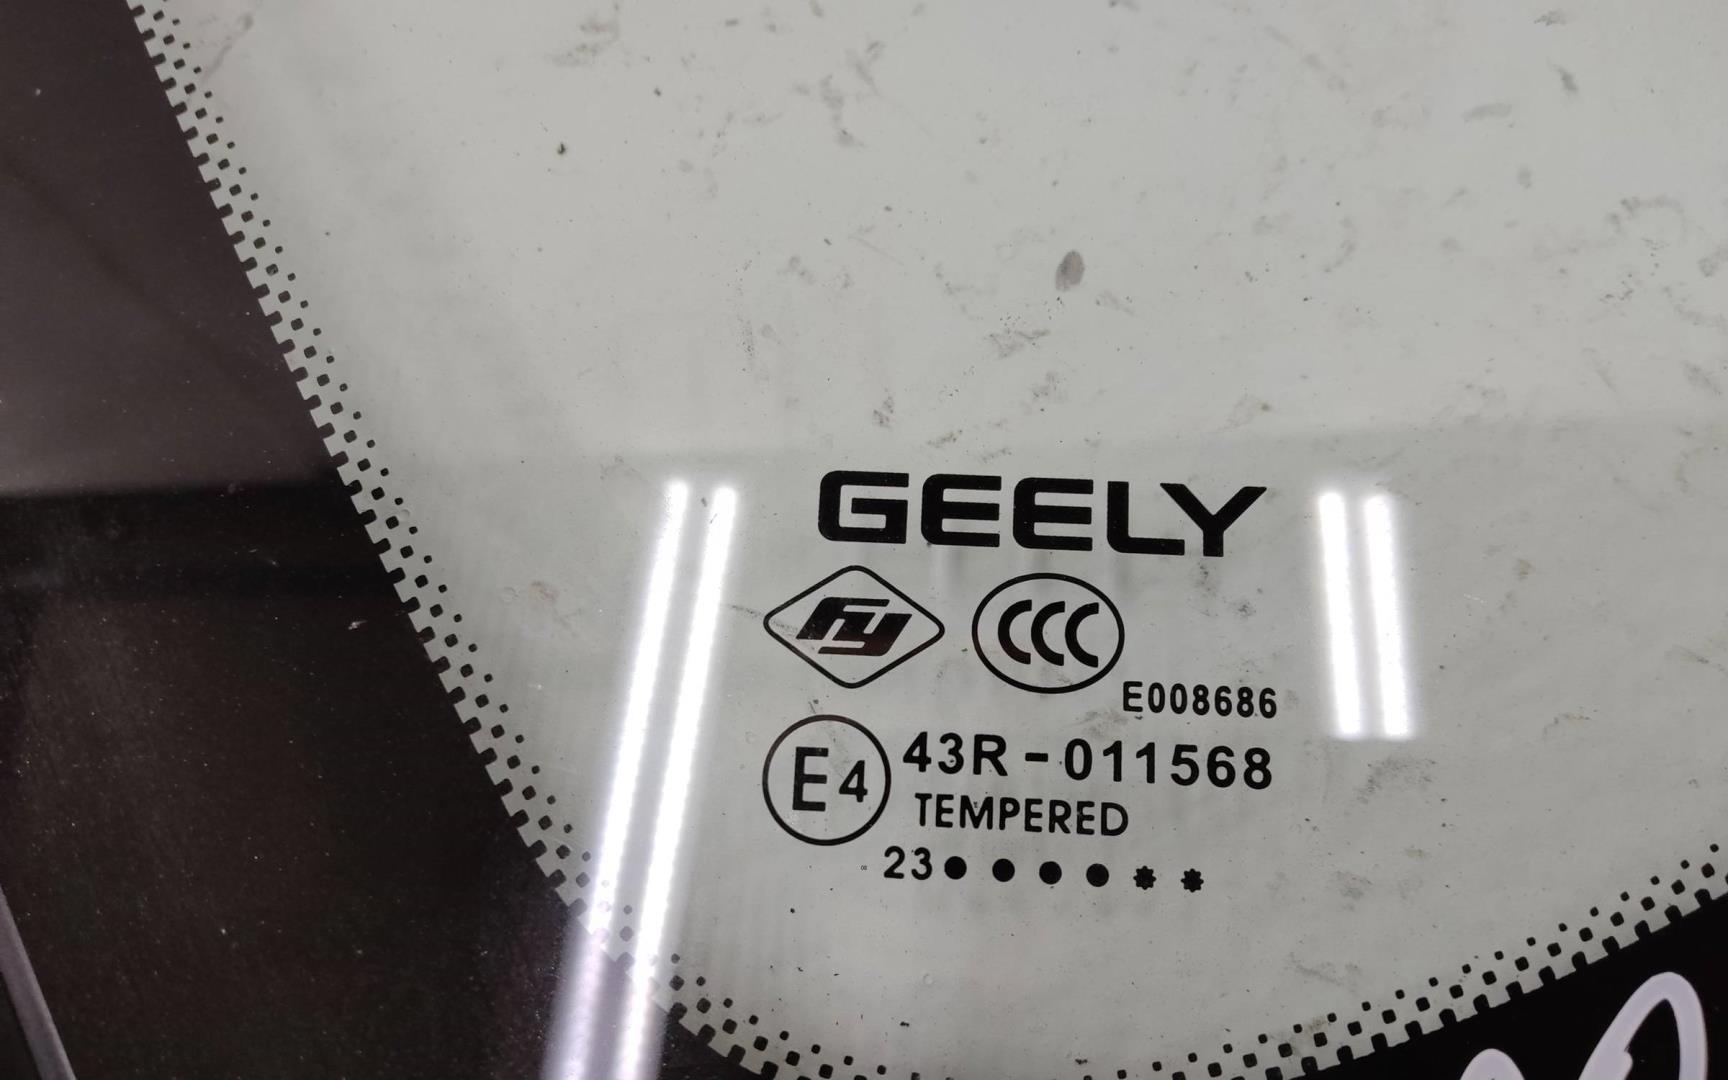 GEELY
fy CCC
E008686
E4 43R-011568
TEMPERED
23●●●●✸✸